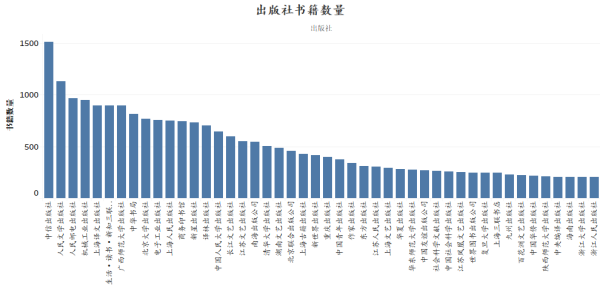 出版社书籍数量
出版社
书籍数量
1500
1000
500
0
中信出版社
人民文学出版社
人民邮电出版社
机械工业出版社
上海译文出版社
生活·读书·新知三联..
广西师范大学出版社
中华书局
北京大学出版社
电子工业出版社
上海人民出版社
商务印书馆
新星出版社
译林出版社
中国人民大学出版社
长江文艺出版社
江苏文艺出版社
南海出版公司
清华大学出版社
湖南文艺出版社
北京联合出版公司
上海古籍出版社
新世界出版社
重庆出版社
中国青年出版社
作家出版社
东方出版社
江苏人民出版社
上海文艺出版社
华夏出版社
华东师范大学出版社
中国友谊出版公司
社会科学文献出版社
中国社会科学出版社
江苏凤凰文艺出版社
世界图书出版公司
复旦大学出版社
上海三联书店
九州出版社
百花洲文艺出版社
中国华侨出版社
陕西师范大学出版社
中央编译出版社
海南出版社
浙江大学出版社
浙江人民出版社